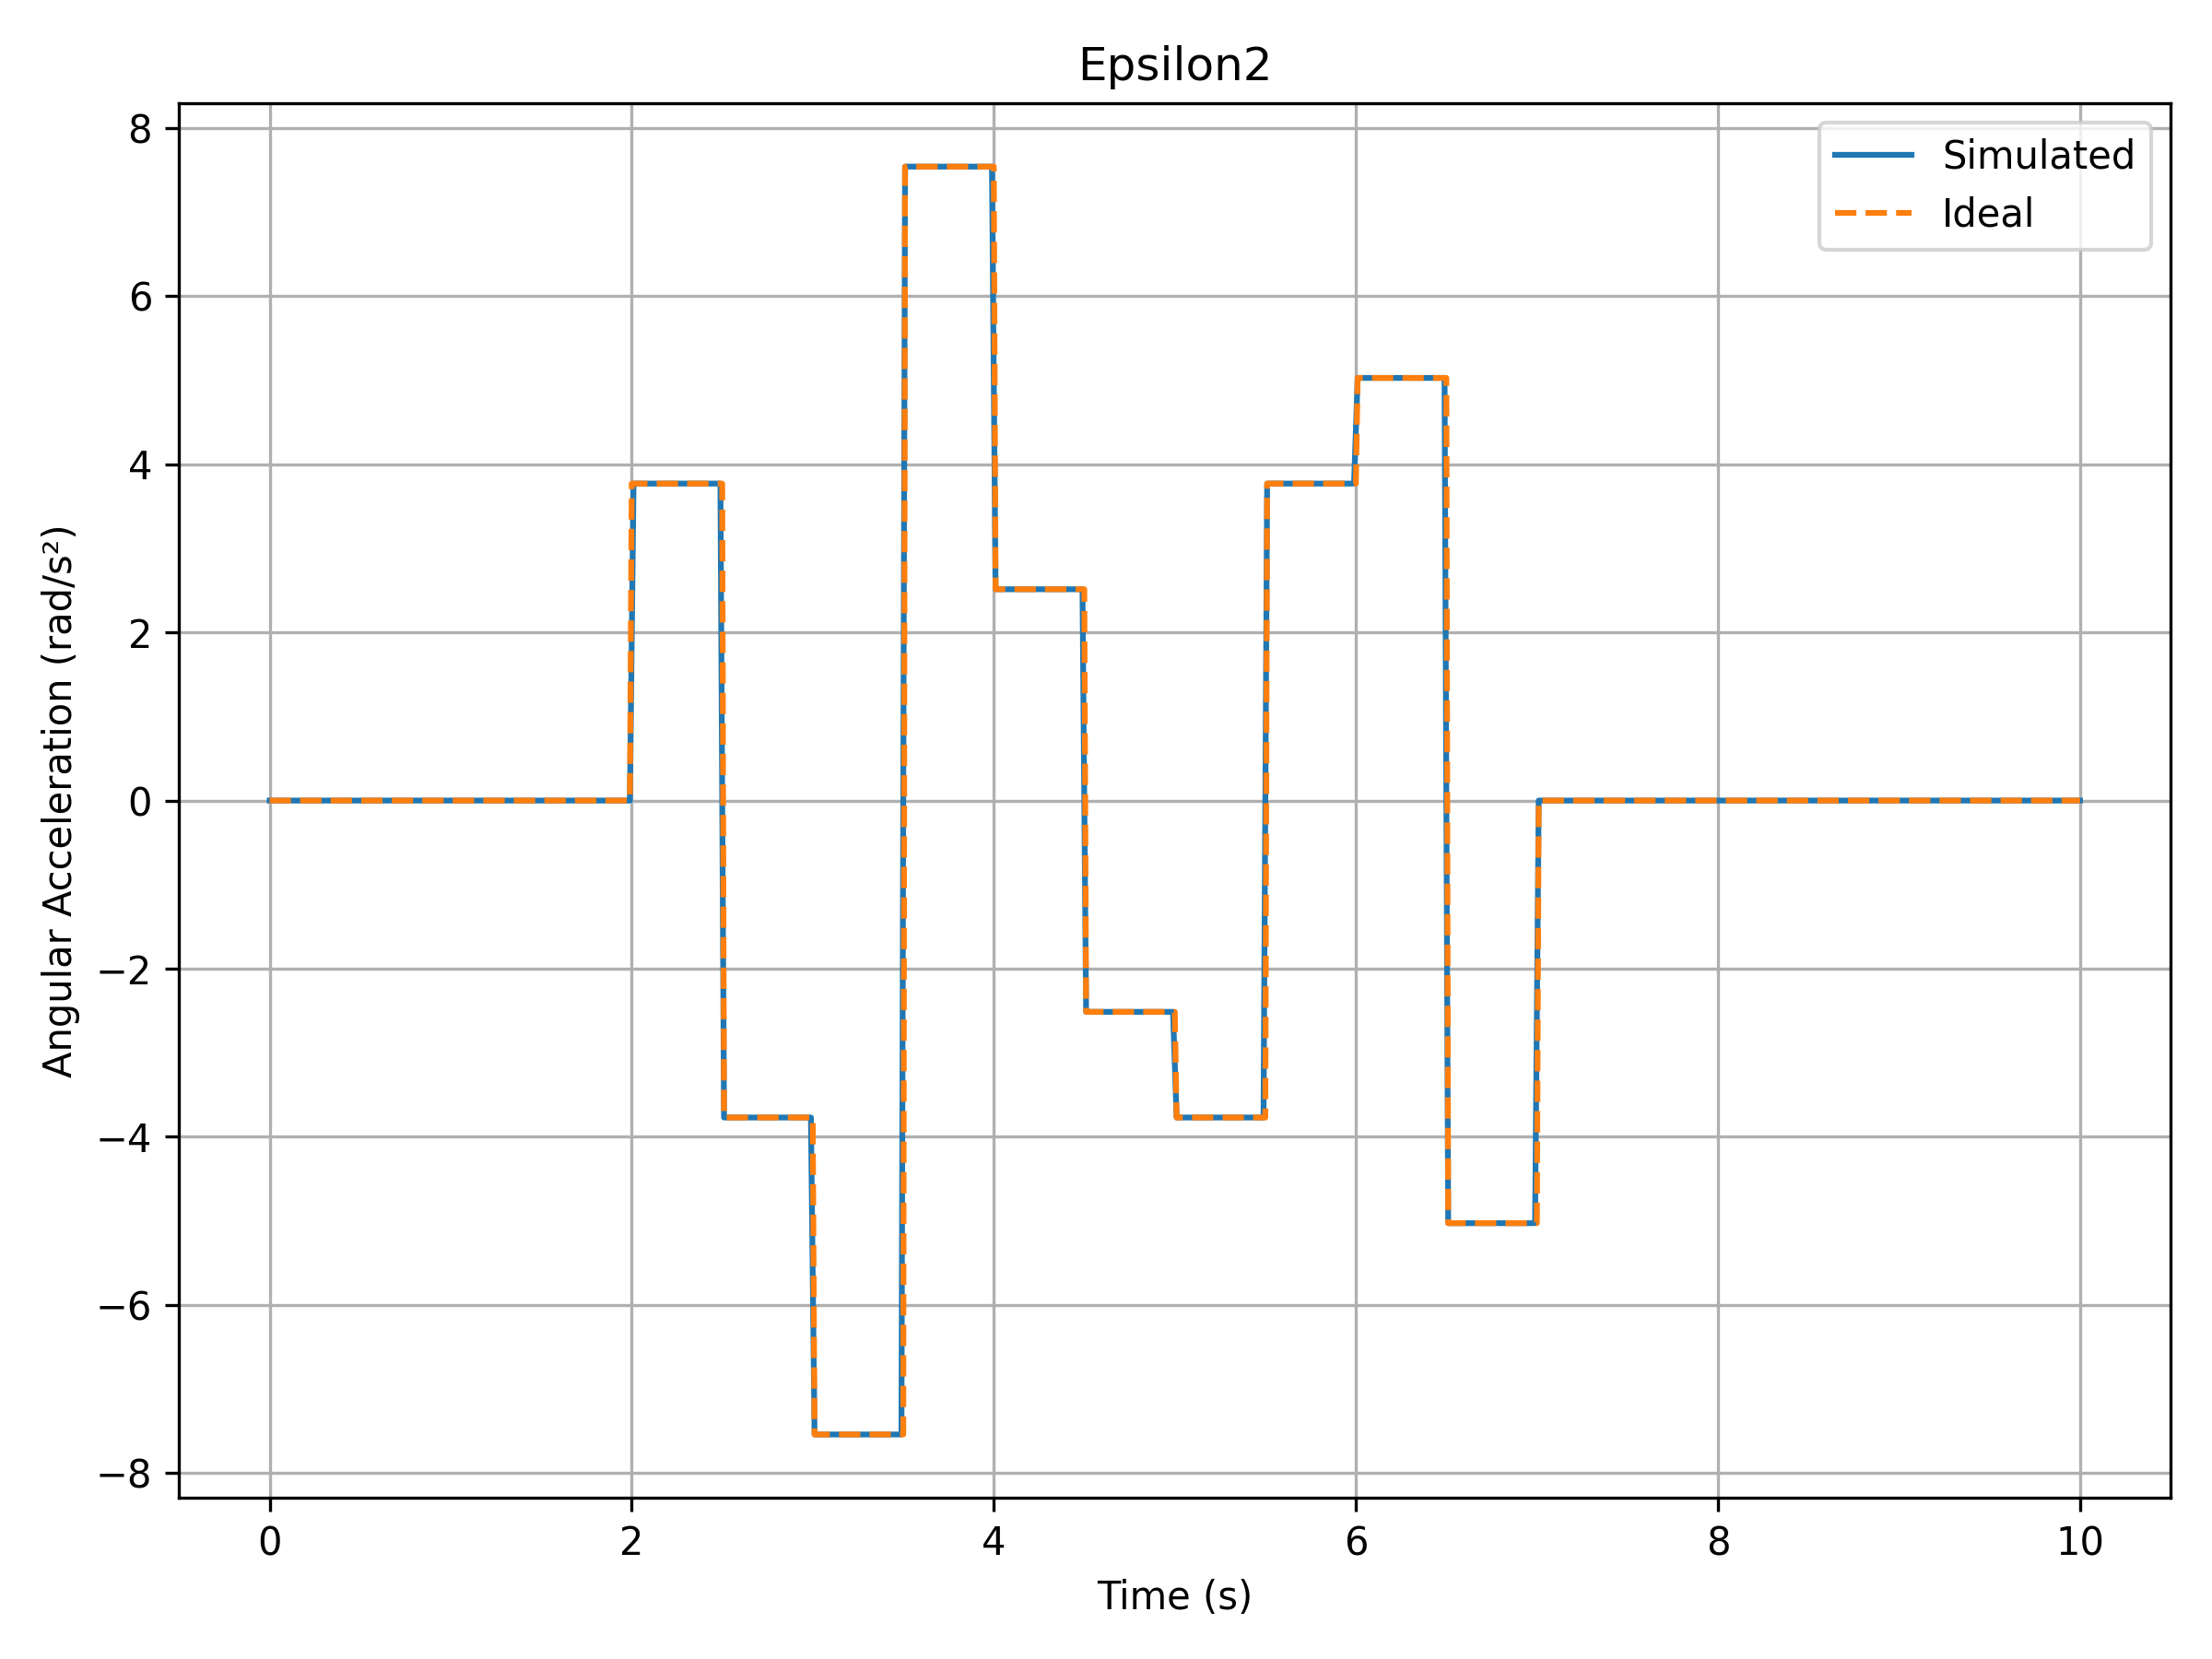 Epsilon2
Simulated
Ideal
Angular Acceleration (rad/s²)
8
6
4
2
0
−2
−4
−6
−8
0 2 4 6 8 10
Time (s)